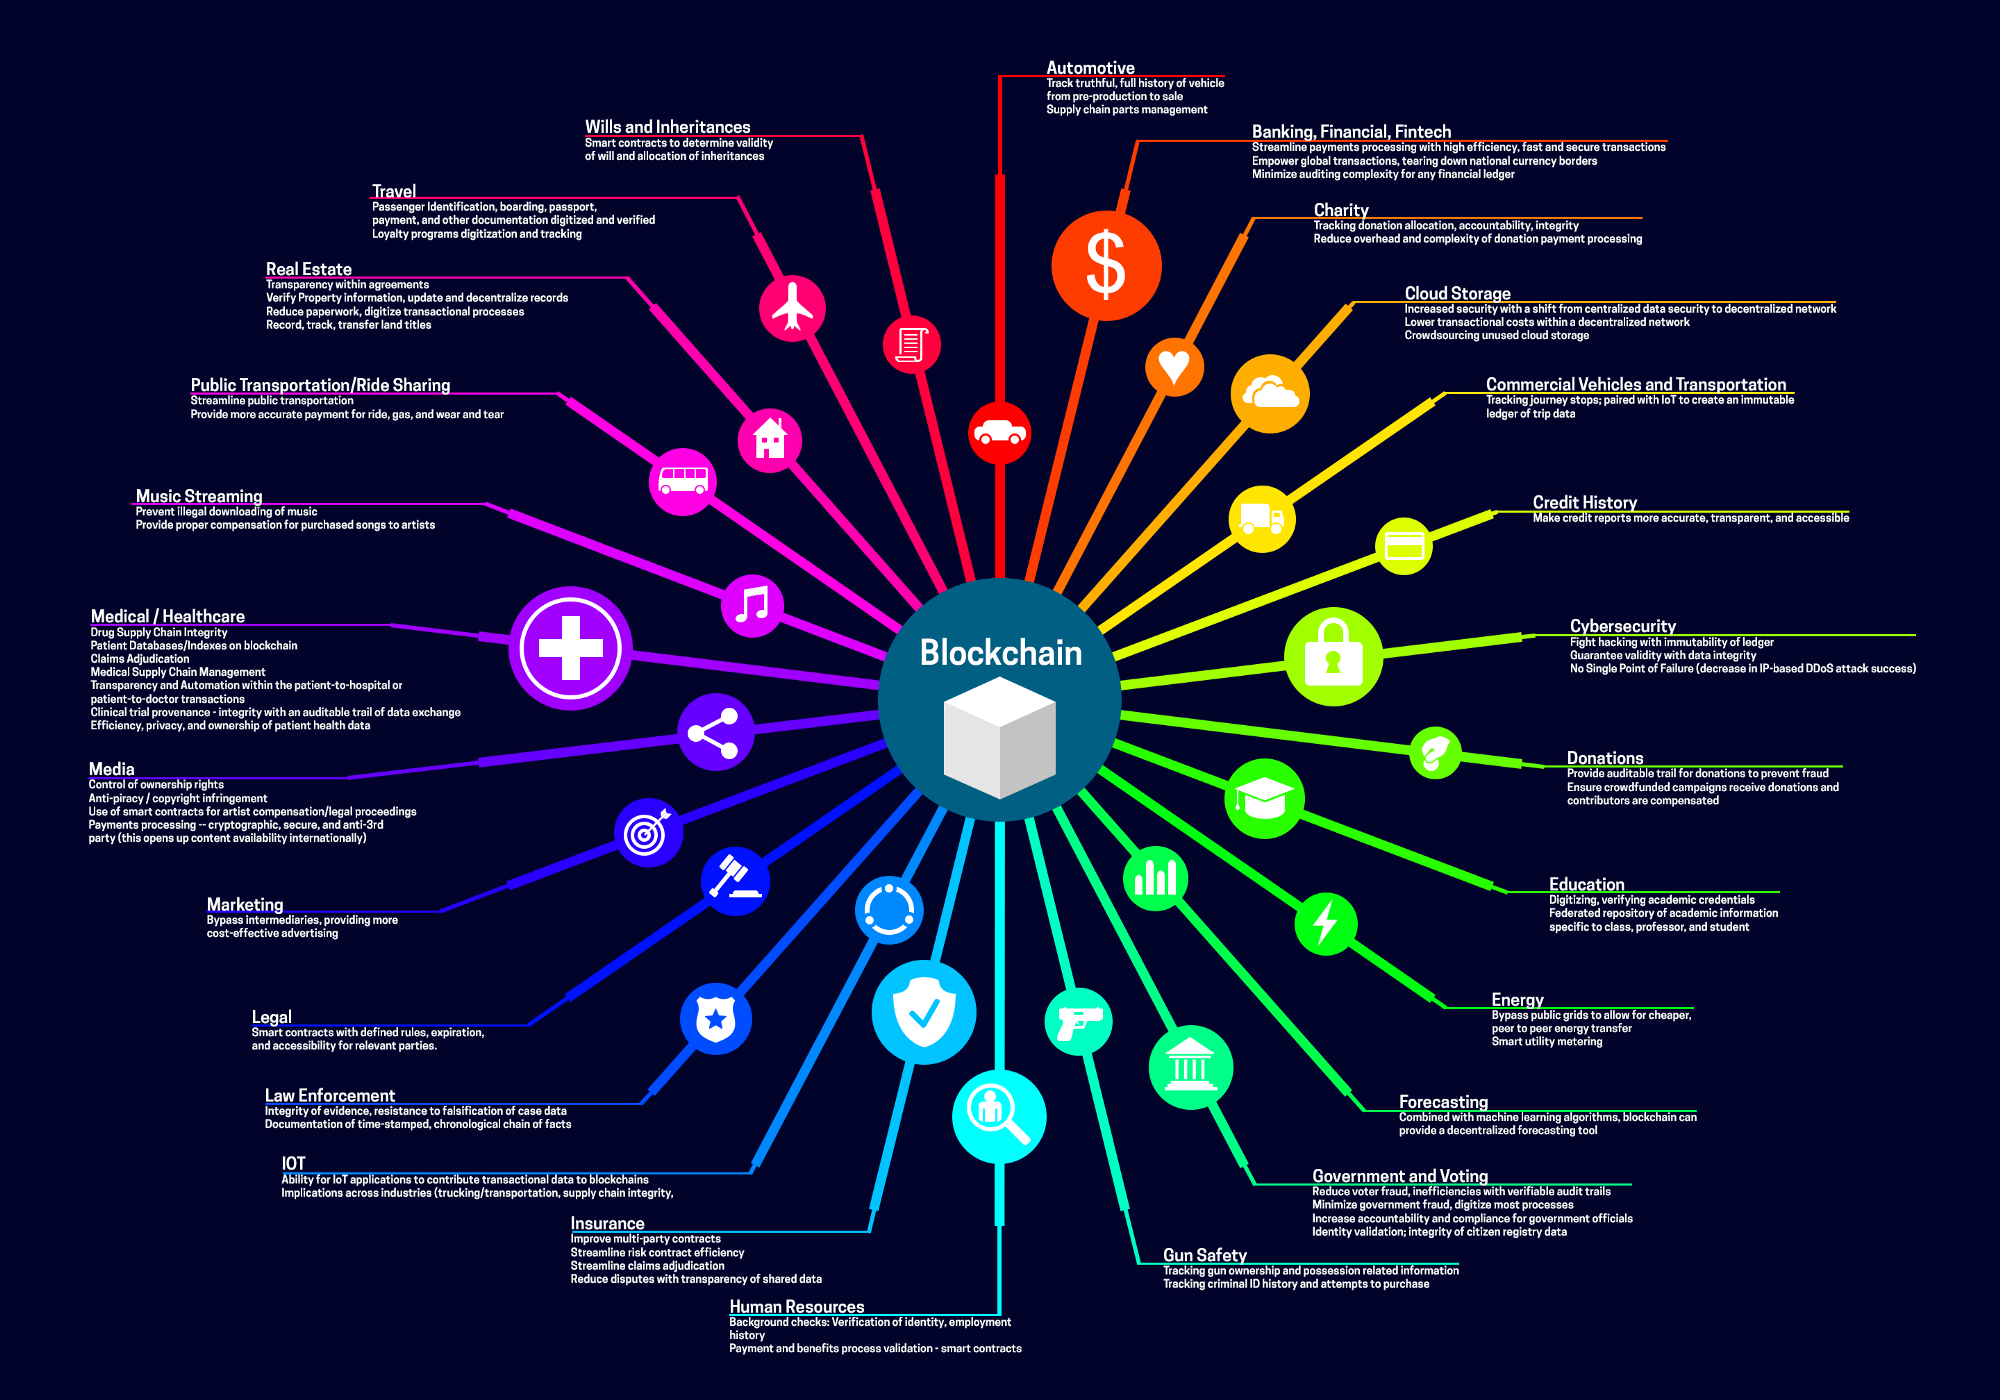 Blockchain
Automotive
Track truthful, full history of vehicle
from pre-production to sale
Supply chain parts management
Banking, Financial, Fintech
Streamline payments processing with high efficiency, fast and secure transactions
Empower global transactions, tearing down national currency borders
Minimize auditing complexity for any financial ledger
Charity
Tracking donation allocation, accountability, integrity
Reduce overhead and complexity of donation payment processing
Cloud Storage
Increased security with a shift from centralized data security to decentralized network
Lower transactional costs within a decentralized network
Crowdsourcing unused cloud storage
Commercial Vehicles and Transportation
Tracking journey stops; paired with IoT to create an immutable
ledger of trip data
Credit History
Make credit reports more accurate, transparent, and accessible
Cybersecurity
Fight hacking with immutability of ledger
Guarantee validity with data integrity
No Single Point of Failure (decrease in IP-based DDoS attack success)
Donations
Provide auditable trail for donations to prevent fraud
Ensure crowdfunded campaigns receive donations and
contributors are compensated
Education
Digitizing, verifying academic credentials
Federated repository of academic information
specific to class, professor, and student
Energy
Bypass public grids to allow for cheaper,
peer to peer energy transfer
Smart utility metering
Forecasting
Combined with machine learning algorithms, blockchain can
provide a decentralized forecasting tool
Government and Voting
Reduce voter fraud, inefficiencies with verifiable audit trails
Minimize government fraud, digitize most processes
Increase accountability and compliance for government officials
Identity validation; integrity of citizen registry data
Gun Safety
Tracking gun ownership and possession related information
Tracking criminal ID history and attempts to purchase
Human Resources
Background checks: Verification of identity, employment
history
Payment and benefits process validation - smart contracts
Insurance
Improve multi-party contracts
Streamline risk contract efficiency
Streamline claims adjudication
Reduce disputes with transparency of shared data
IOT
Ability for IoT applications to contribute transactional data to blockchains
Implications across industries (trucking/transportation, supply chain integrity,
Law Enforcement
Integrity of evidence, resistance to falsification of case data
Documentation of time-stamped, chronological chain of facts
Legal
Smart contracts with defined rules, expiration,
and accessibility for relevant parties.
Marketing
Bypass intermediaries, providing more
cost-effective advertising
Media
Control of ownership rights
Anti-piracy / copyright infringement
Use of smart contracts for artist compensation/legal proceedings
Payments processing -- cryptographic, secure, and anti-3rd
party (this opens up content availability internationally)
Medical / Healthcare
Drug Supply Chain Integrity
Patient Databases/Indexes on blockchain
Claims Adjudication
Medical Supply Chain Management
Transparency and Automation within the patient-to-hospital or
patient-to-doctor transactions
Clinical trial provenance - integrity with an auditable trail of data exchange
Efficiency, privacy, and ownership of patient health data
Music Streaming
Prevent illegal downloading of music
Provide proper compensation for purchased songs to artists
Public Transportation/Ride Sharing
Streamline public transportation
Provide more accurate payment for ride, gas, and wear and tear
Real Estate
Transparency within agreements
Verify Property information, update and decentralize records
Reduce paperwork, digitize transactional processes
Record, track, transfer land titles
Travel
Passenger Identification, boarding, passport,
payment, and other documentation digitized and verified
Loyalty programs digitization and tracking
Wills and Inheritances
Smart contracts to determine validity
of will and allocation of inheritances
$